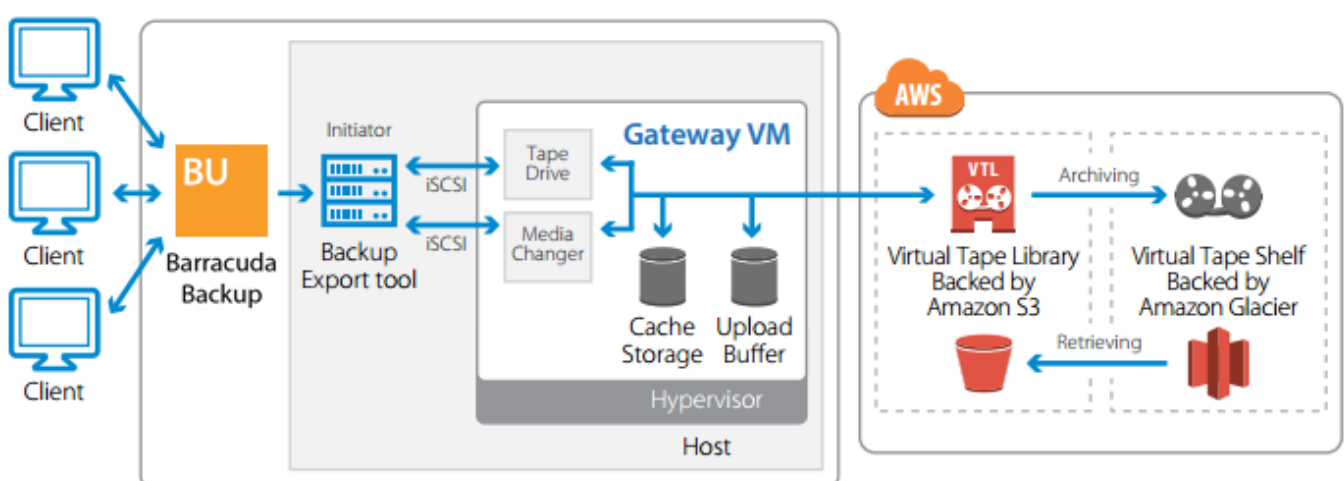 Client
Client
Client
BU
Barracuda
Backup
Initiator
Backup
Export tool
iSCSI
iSCSI
Tape
Drive
Media
Changer
Gateway VM
Cache
Storage
Upload
Buffer
Hypervisor
Host
AWS
VTL
Archiving
Virtual Tape Library
Backed by
Amazon S3
Virtual Tape Shelf
Backed by
Amazon Glacier
Retrieving